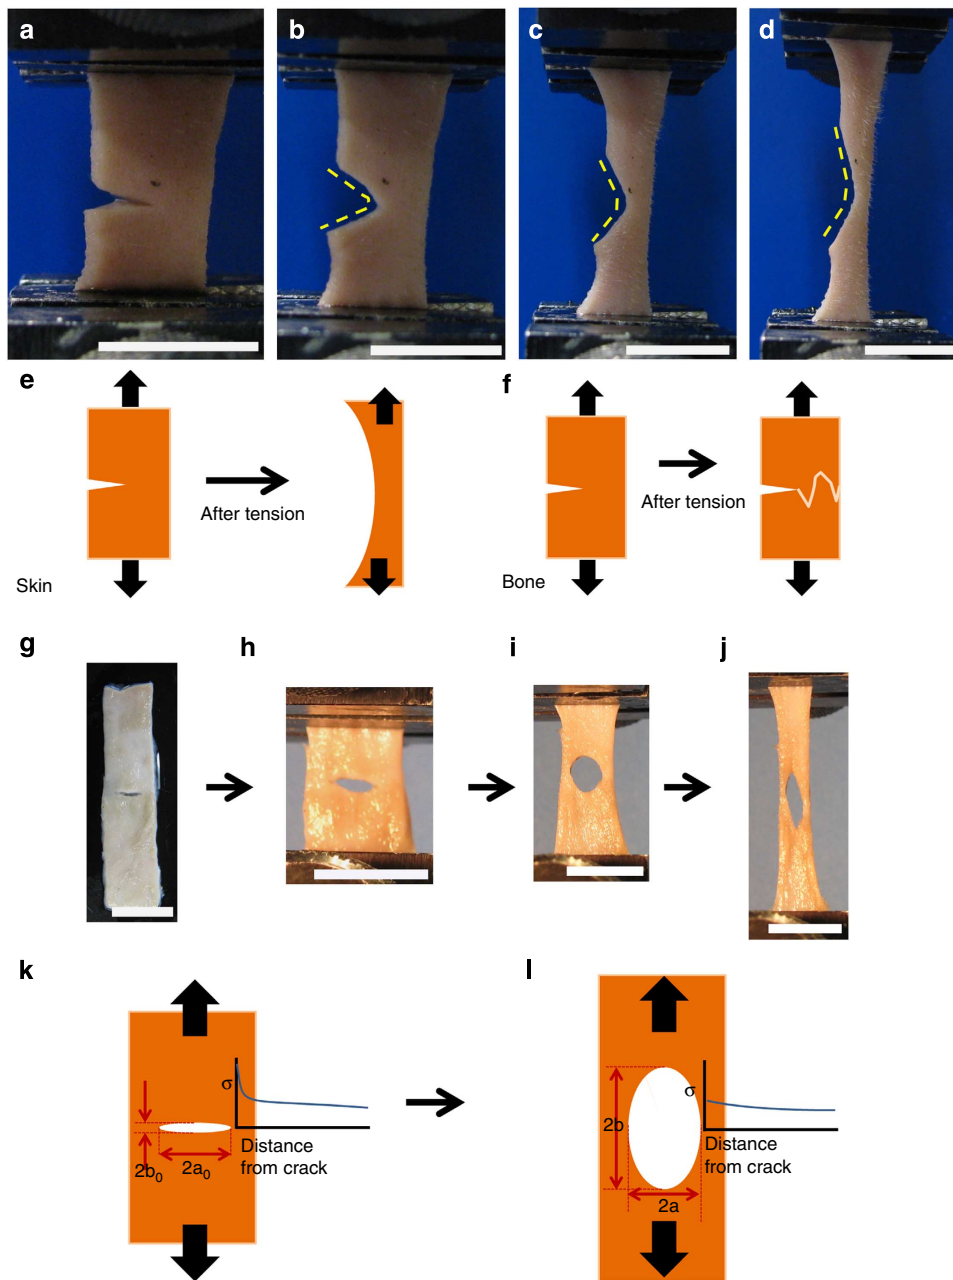 a
b
c
d
e
After tension
Skin
f
After tension
Bone
g
h
i
j
k
σ
Distance
from crack
2b₀
2a₀
l
σ
Distance
from crack
2b
2a